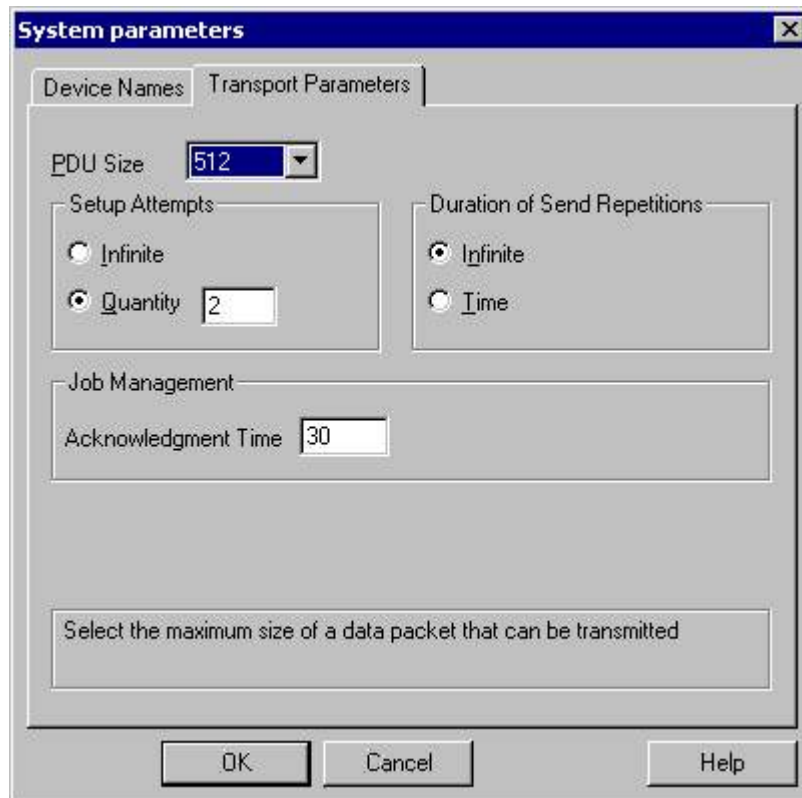 System parameters
Device Names Transport Parameters
PDU Size 512
Setup Attempts
Infinite
Quantity 2
Duration of Send Repetitions
Infinite
Time
Job Management
Acknowledgment Time 30
Select the maximum size of a data packet that can be transmitted
OK Cancel Help